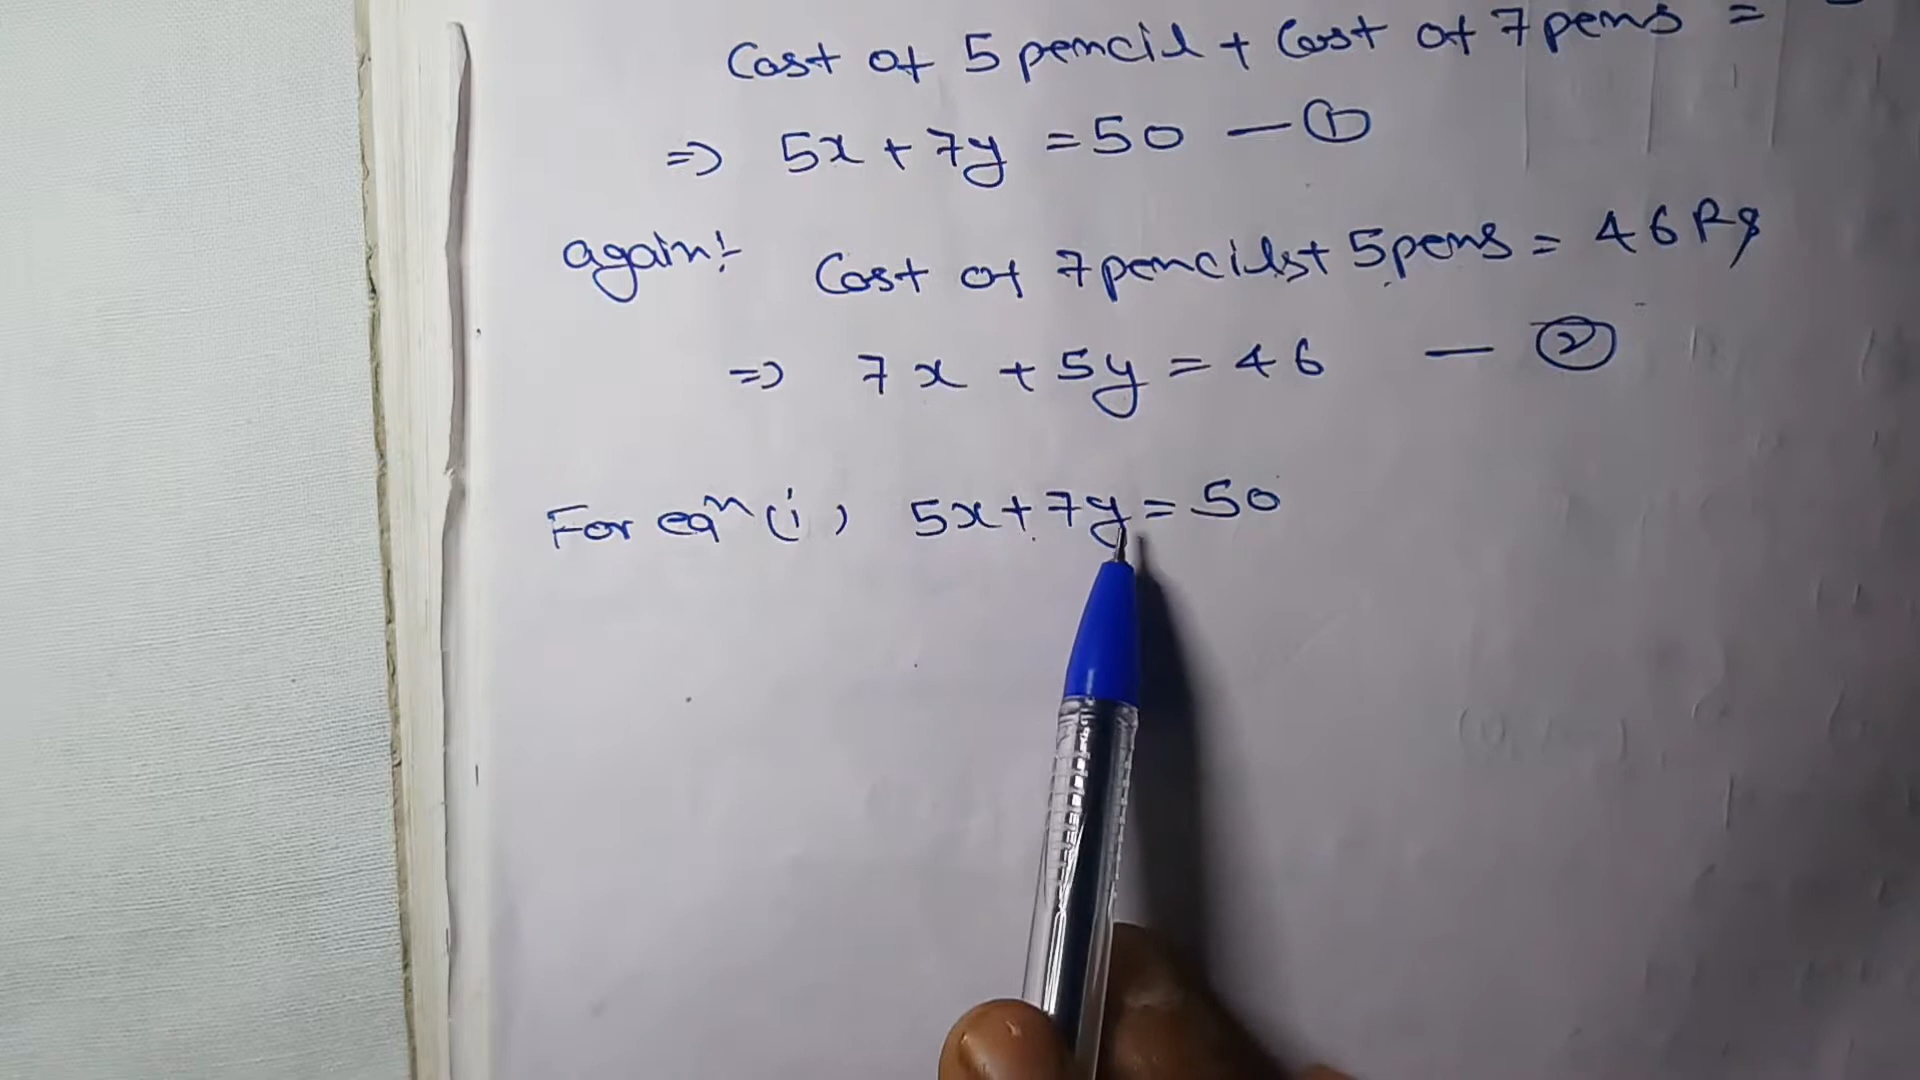 Cost of 5 pencil + Cost of 7 pens =
=> 5x + 7y = 50 — ①
again:- Cost of 7 pencils + 5 pens = 46 Rs
=> 7x + 5y = 46 — ②
For eqⁿ (i) 5x + 7y = 50